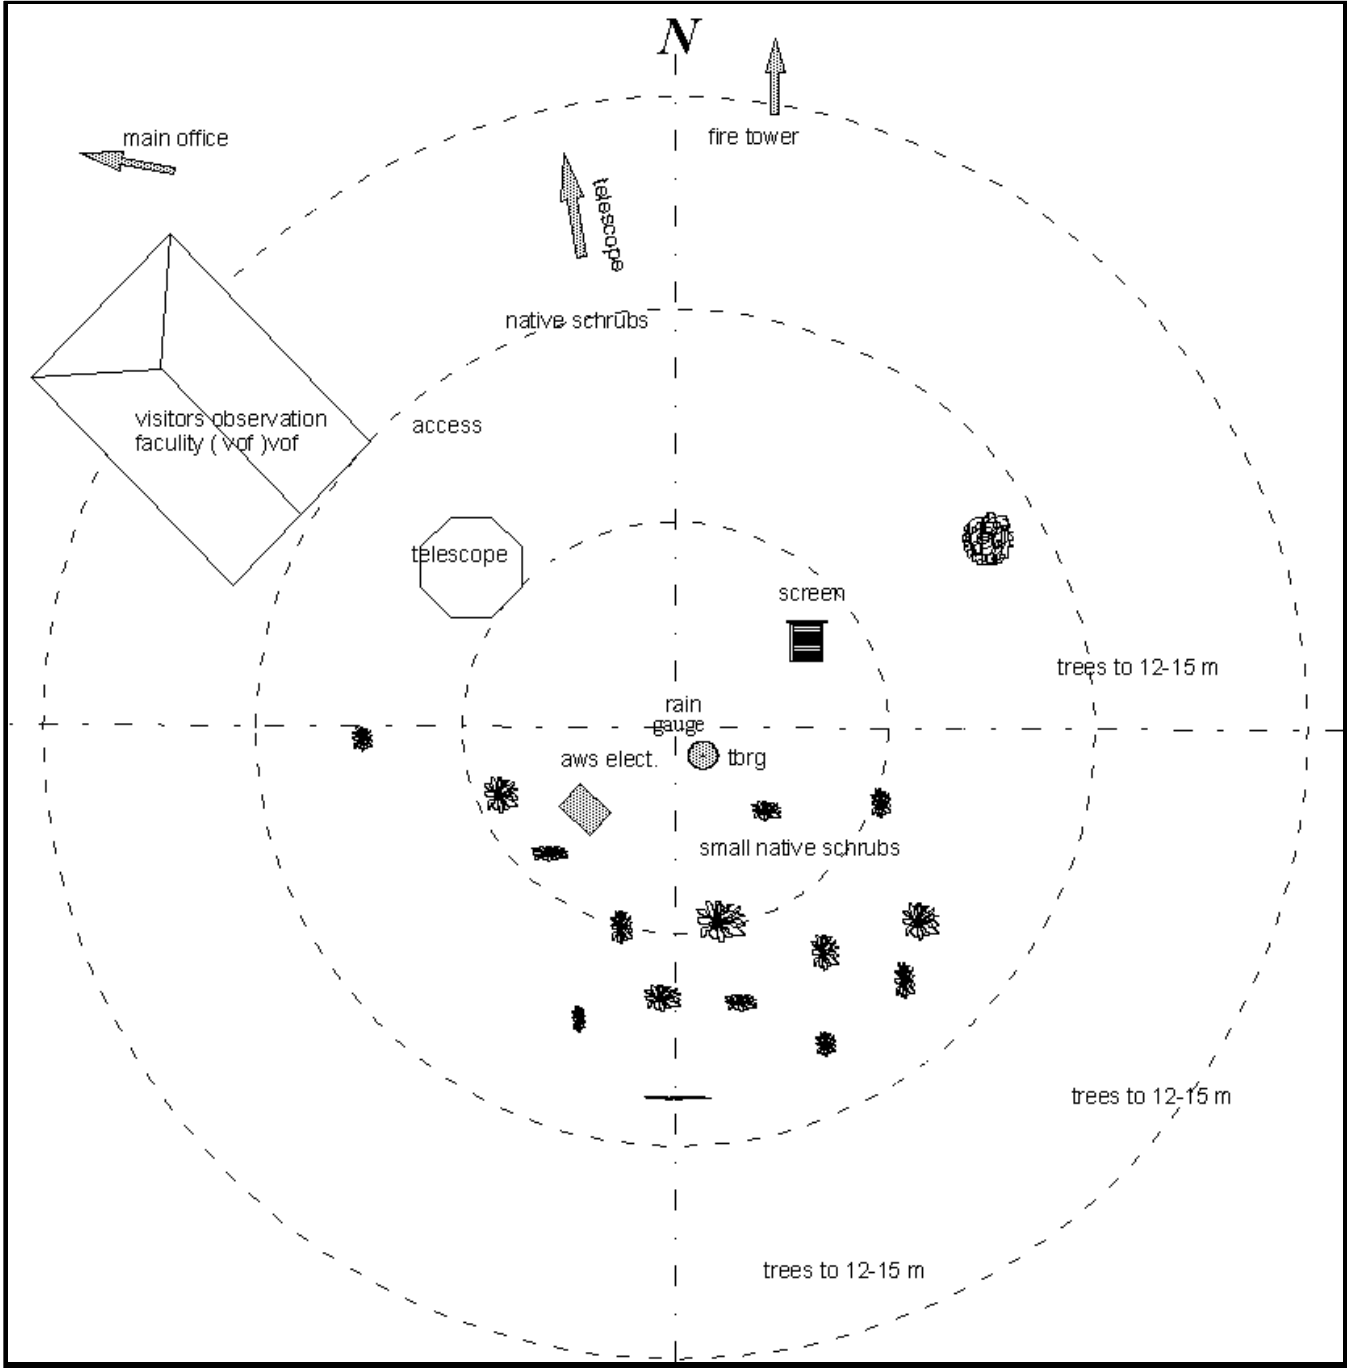 N
main office
fire tower
telescope
native schrubs
visitors observation
faculity ( vof )vof
access
telescope
screen
trees to 12-15 m
rain
gauge
aws elect.
tbrg
small native schrubs
trees to 12-15 m
trees to 12-15 m